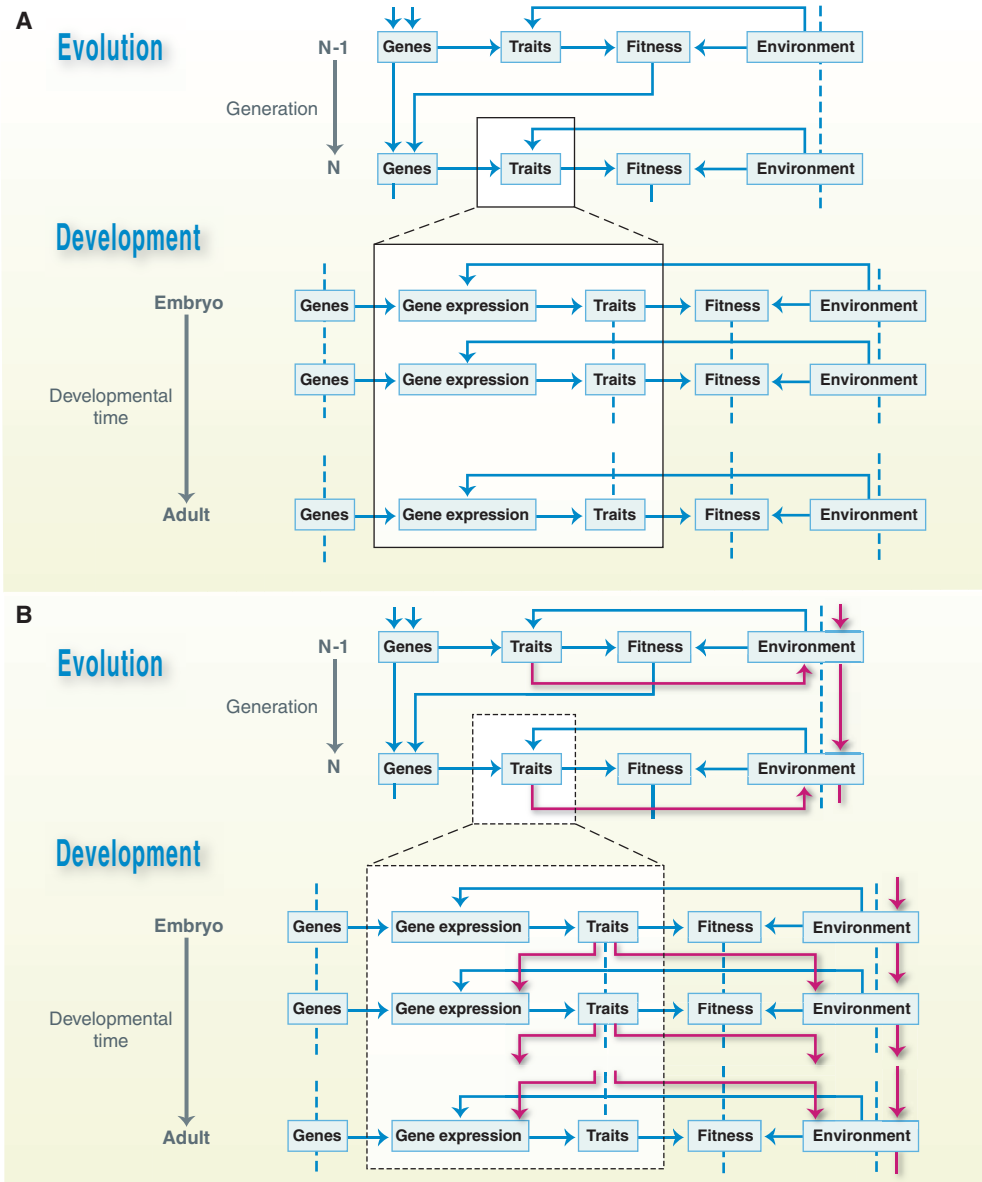 A
Evolution
N-1
Genes
Traits
Fitness
Environment
Generation
N
Genes
Traits
Fitness
Environment
Development
Embryo
Genes
Gene expression
Traits
Fitness
Environment
Developmental
time
Genes
Gene expression
Traits
Fitness
Environment
Adult
Genes
Gene expression
Traits
Fitness
Environment
B
Evolution
N-1
Genes
Traits
Fitness
Environment
Generation
N
Genes
Traits
Fitness
Environment
Development
Embryo
Genes
Gene expression
Traits
Fitness
Environment
Developmental
time
Genes
Gene expression
Traits
Fitness
Environment
Adult
Genes
Gene expression
Traits
Fitness
Environment